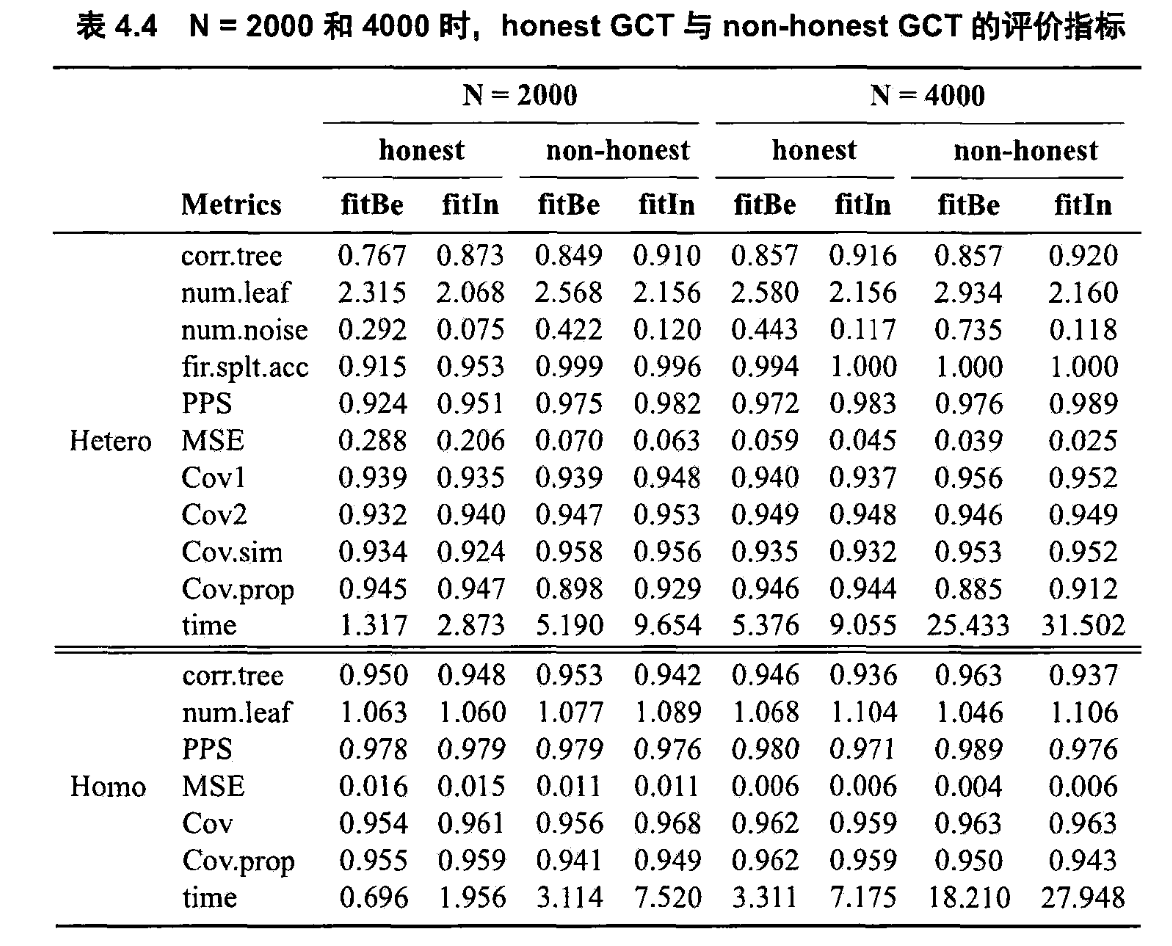 表 4.4 N = 2000 和 4000 时，honest GCT 与 non-honest GCT 的评价指标
N = 2000 N = 4000
honest non-honest honest non-honest
Metrics fitBe fitIn fitBe fitIn fitBe fitIn fitBe fitIn
corr.tree 0.767 0.873 0.849 0.910 0.857 0.916 0.857 0.920
num.leaf 2.315 2.068 2.568 2.156 2.580 2.156 2.934 2.160
num.noise 0.292 0.075 0.422 0.120 0.443 0.117 0.735 0.118
fir.splt.acc 0.915 0.953 0.999 0.996 0.994 1.000 1.000 1.000
PPS 0.924 0.951 0.975 0.982 0.972 0.983 0.976 0.989
Hetero MSE 0.288 0.206 0.070 0.063 0.059 0.045 0.039 0.025
Cov1 0.939 0.935 0.939 0.948 0.940 0.937 0.956 0.952
Cov2 0.932 0.940 0.947 0.953 0.949 0.948 0.946 0.949
Cov.sim 0.934 0.924 0.958 0.956 0.935 0.932 0.953 0.952
Cov.prop 0.945 0.947 0.898 0.929 0.946 0.944 0.885 0.912
time 1.317 2.873 5.190 9.654 5.376 9.055 25.433 31.502
corr.tree 0.950 0.948 0.953 0.942 0.946 0.936 0.963 0.937
num.leaf 1.063 1.060 1.077 1.089 1.068 1.104 1.046 1.106
PPS 0.978 0.979 0.979 0.976 0.980 0.971 0.989 0.976
Homo MSE 0.016 0.015 0.011 0.011 0.006 0.006 0.004 0.006
Cov 0.954 0.961 0.956 0.968 0.962 0.959 0.963 0.963
Cov.prop 0.955 0.959 0.941 0.949 0.962 0.959 0.950 0.943
time 0.696 1.956 3.114 7.520 3.311 7.175 18.210 27.948